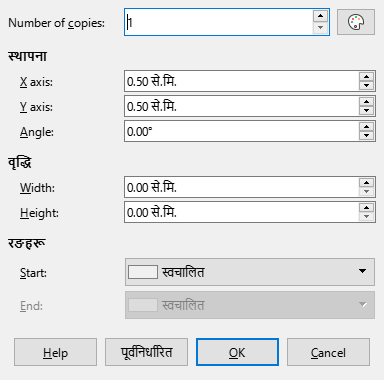 Number of copies: 1
स्थापना
X axis: 0.50 से.मि.
Y axis: 0.50 से.मि.
Angle: 0.00°
वृद्धि
Width: 0.00 से.मि.
Height: 0.00 से.मि.
रङहरू
Start: स्वचालित
End: स्वचालित
Help पूर्वनिर्धारित OK Cancel